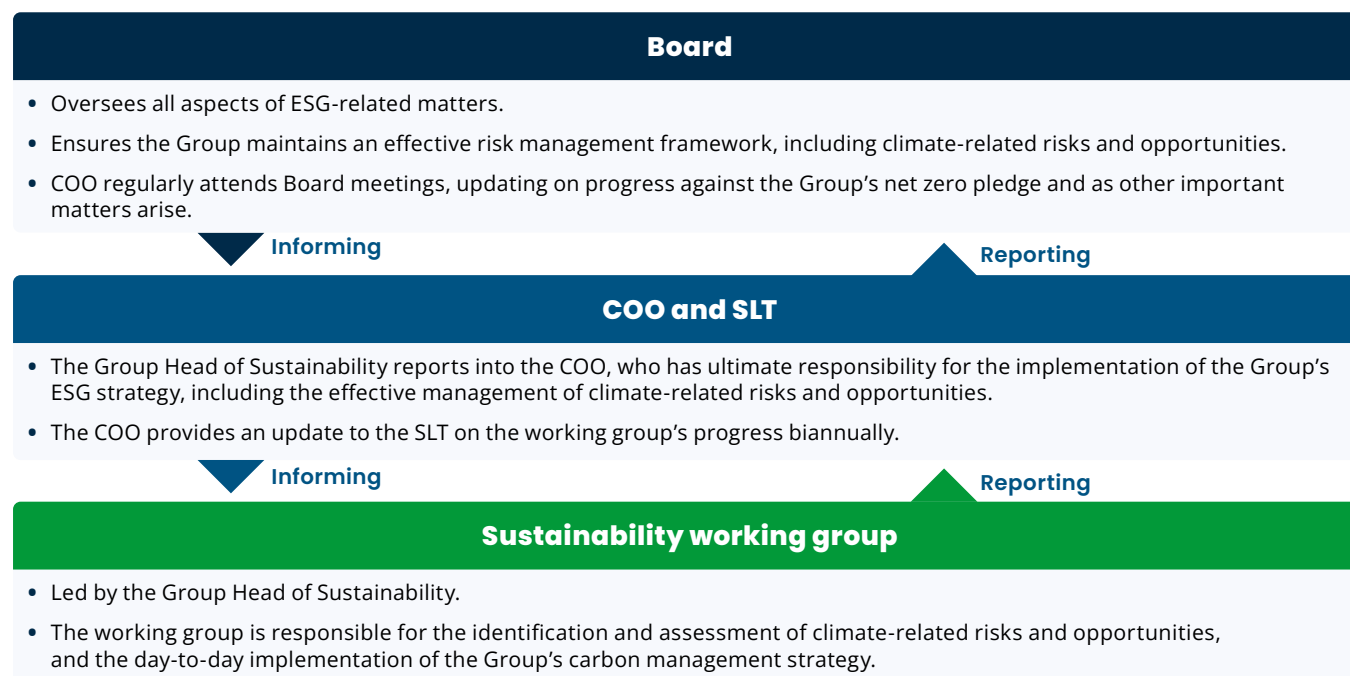 Board
• Oversees all aspects of ESG-related matters.
• Ensures the Group maintains an effective risk management framework, including climate-related risks and opportunities.
• COO regularly attends Board meetings, updating on progress against the Group’s net zero pledge and as other important
matters arise.
Informing
Reporting
COO and SLT
• The Group Head of Sustainability reports into the COO, who has ultimate responsibility for the implementation of the Group’s
ESG strategy, including the effective management of climate-related risks and opportunities.
• The COO provides an update to the SLT on the working group’s progress biannually.
Informing
Reporting
Sustainability working group
• Led by the Group Head of Sustainability.
• The working group is responsible for the identification and assessment of climate-related risks and opportunities,
and the day-to-day implementation of the Group’s carbon management strategy.